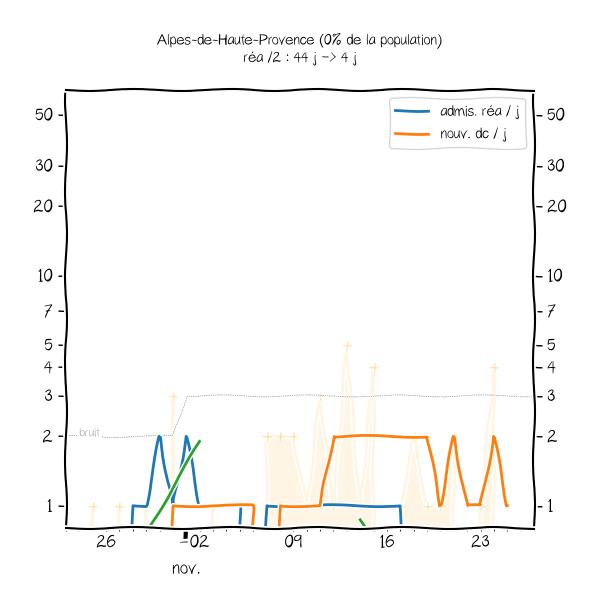 Alpes-de-Haute-Provence (0% de la population)
réa /2 : 44 j -> 4 j
admis. réa / j
nouv. dc / j
50 50
30 30
20 20
10 10
7 7
5 5
4 4
3 3
bruit
2 2
1 1
26 02 09 16 23
nov.